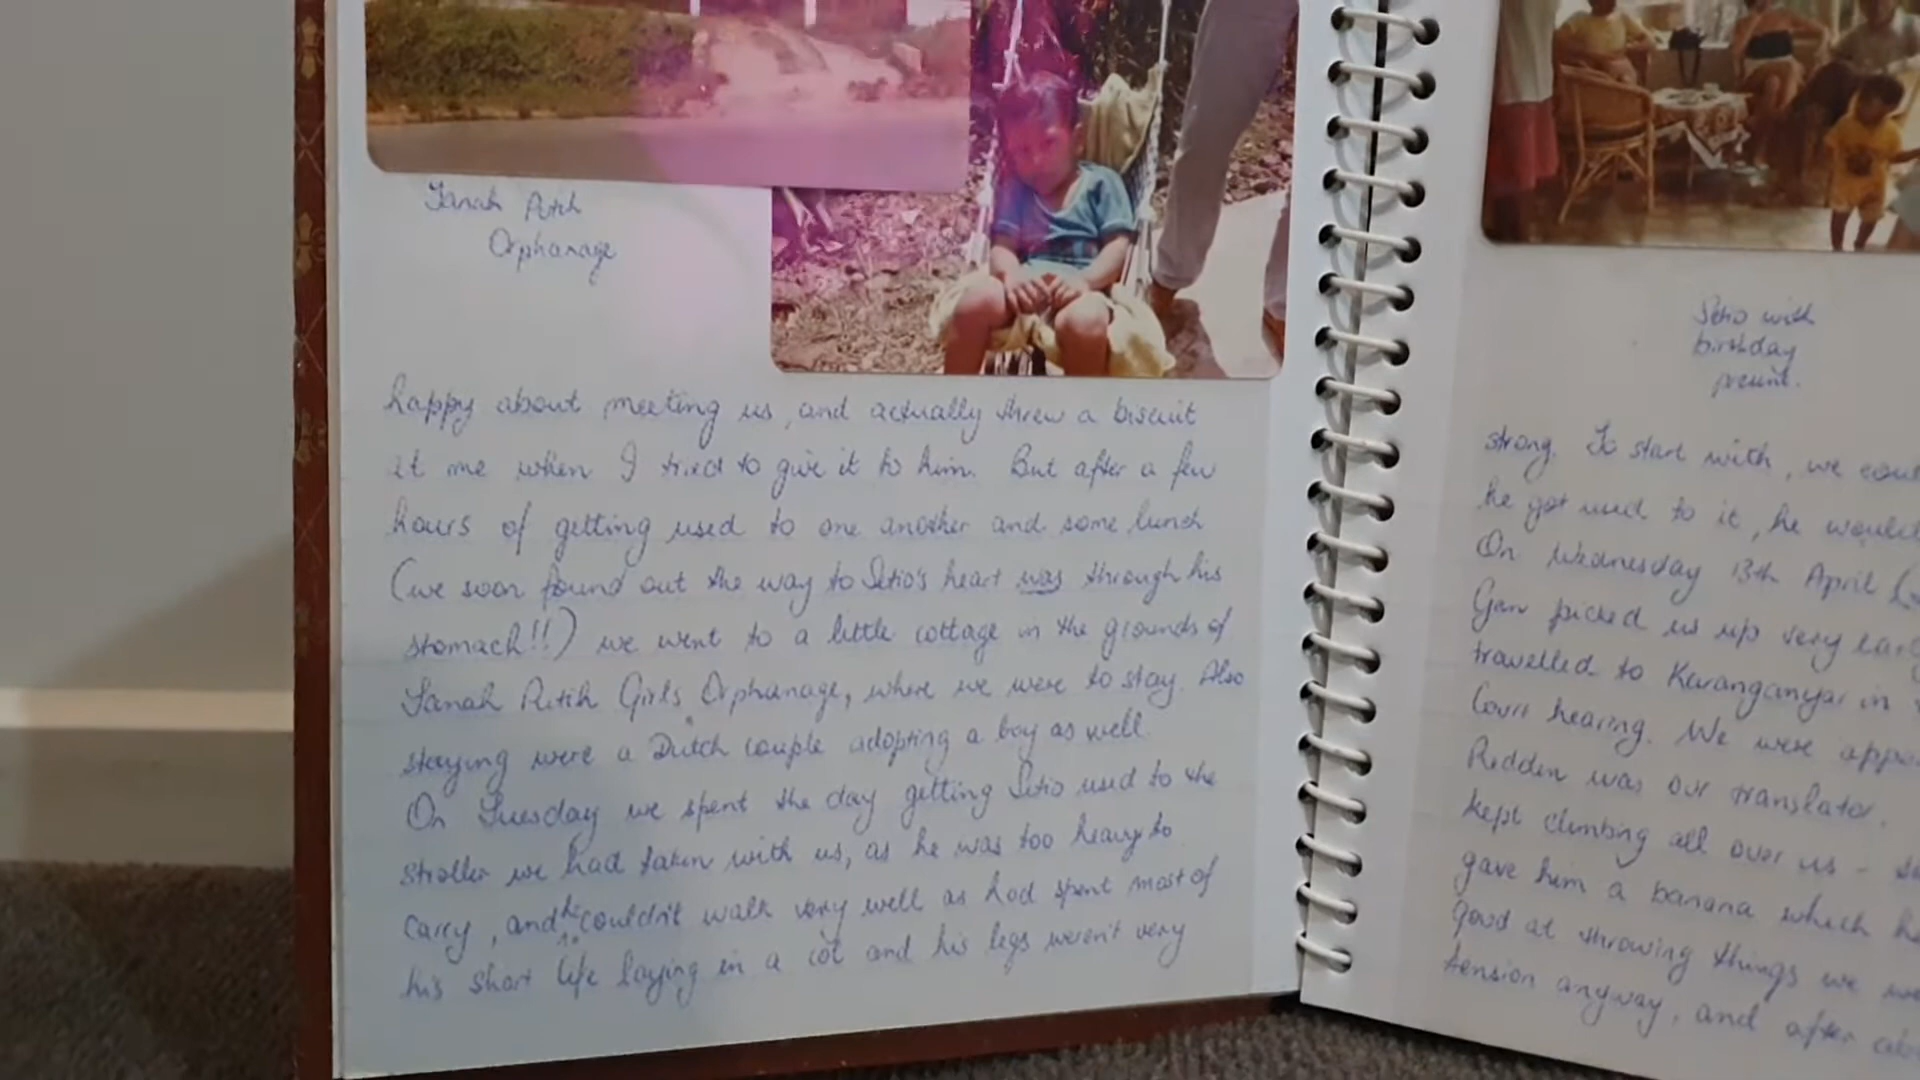 Tanah Putih
Orphanage
happy about meeting us, and actually threw a biscuit
at me when I tried to give it to him. But after a few
hours of getting used to one another and some lunch
(we soon found out the way to Setio's heart was through his
stomach!!) we went to a little cottage in the grounds of
Tanah Putih Girls Orphanage, where we were to stay. Also
staying were a Dutch couple adopting a boy as well.
On Tuesday we spent the day getting Setio used to the
stroller we had taken with us, as he was too heavy to
carry, and he couldn't walk very well as had spent most of
his short life laying in a cot and his legs weren't very
Setio with
birthday
present.
strong. To start with, we
he got used to it, he would
On Wednesday 13th April
Gen picked us up very
travelled to Karanganyar in
Court hearing. We were
Redden was our translator.
kept climbing all over us -
gave him a banana which
good at throwing things we
tension anyway, and after